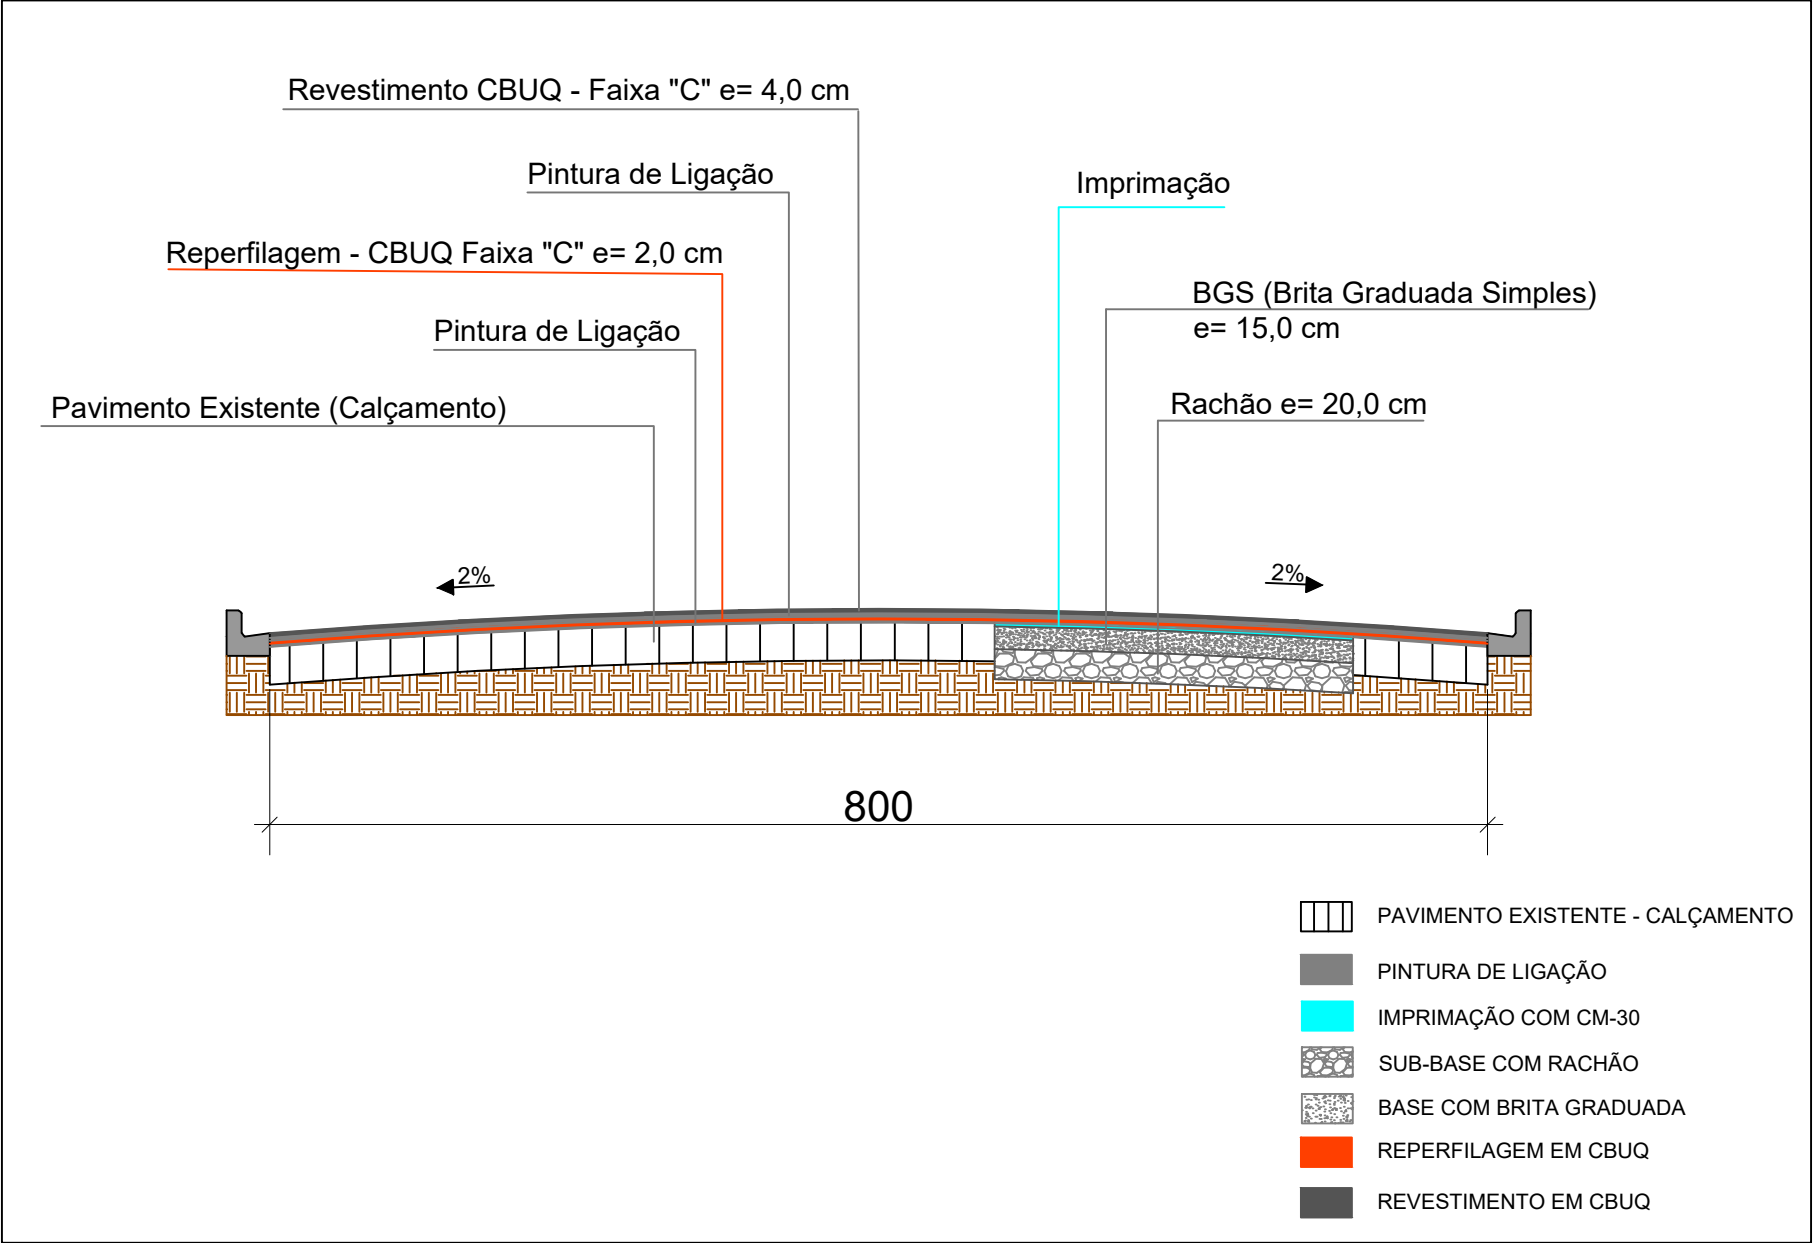 Revestimento CBUQ - Faixa "C" e= 4,0 cm
Pintura de Ligação
Imprimação
Reperfilagem - CBUQ Faixa "C" e= 2,0 cm
BGS (Brita Graduada Simples)
e= 15,0 cm
Pintura de Ligação
Pavimento Existente (Calçamento)
Rachão e= 20,0 cm
2%
2%
800
PAVIMENTO EXISTENTE - CALÇAMENTO
PINTURA DE LIGAÇÃO
IMPRIMAÇÃO COM CM-30
SUB-BASE COM RACHÃO
BASE COM BRITA GRADUADA
REPERFILAGEM EM CBUQ
REVESTIMENTO EM CBUQ